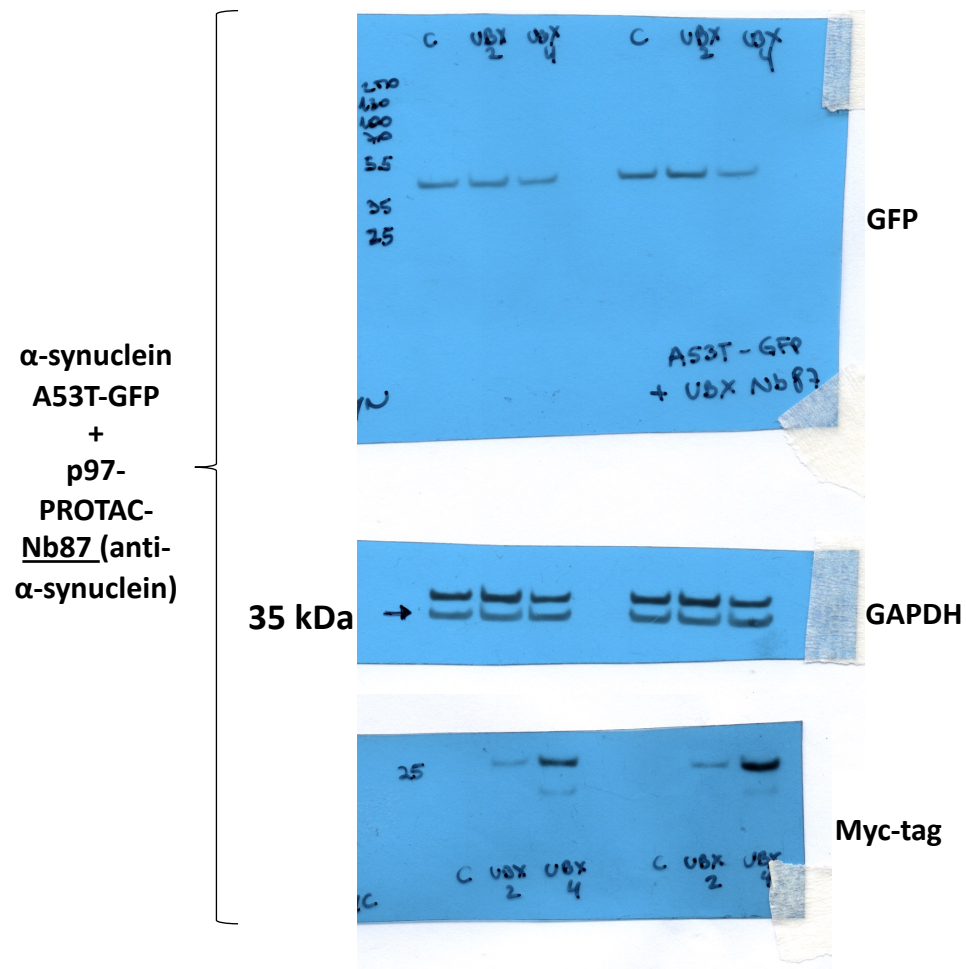 C UBX 2 UBX 4 C UBX 2 UBX 4
250
130
100
70
55
35
25
GFP
A53T-GFP
+ UBX Nb87
α-synuclein
A53T-GFP
+
p97-
PROTAC-
Nb87 (anti-
α-synuclein)
35 kDa
GAPDH
25
Myc-tag
C UBX 2 UBX 4 C UBX 2 UBX 4